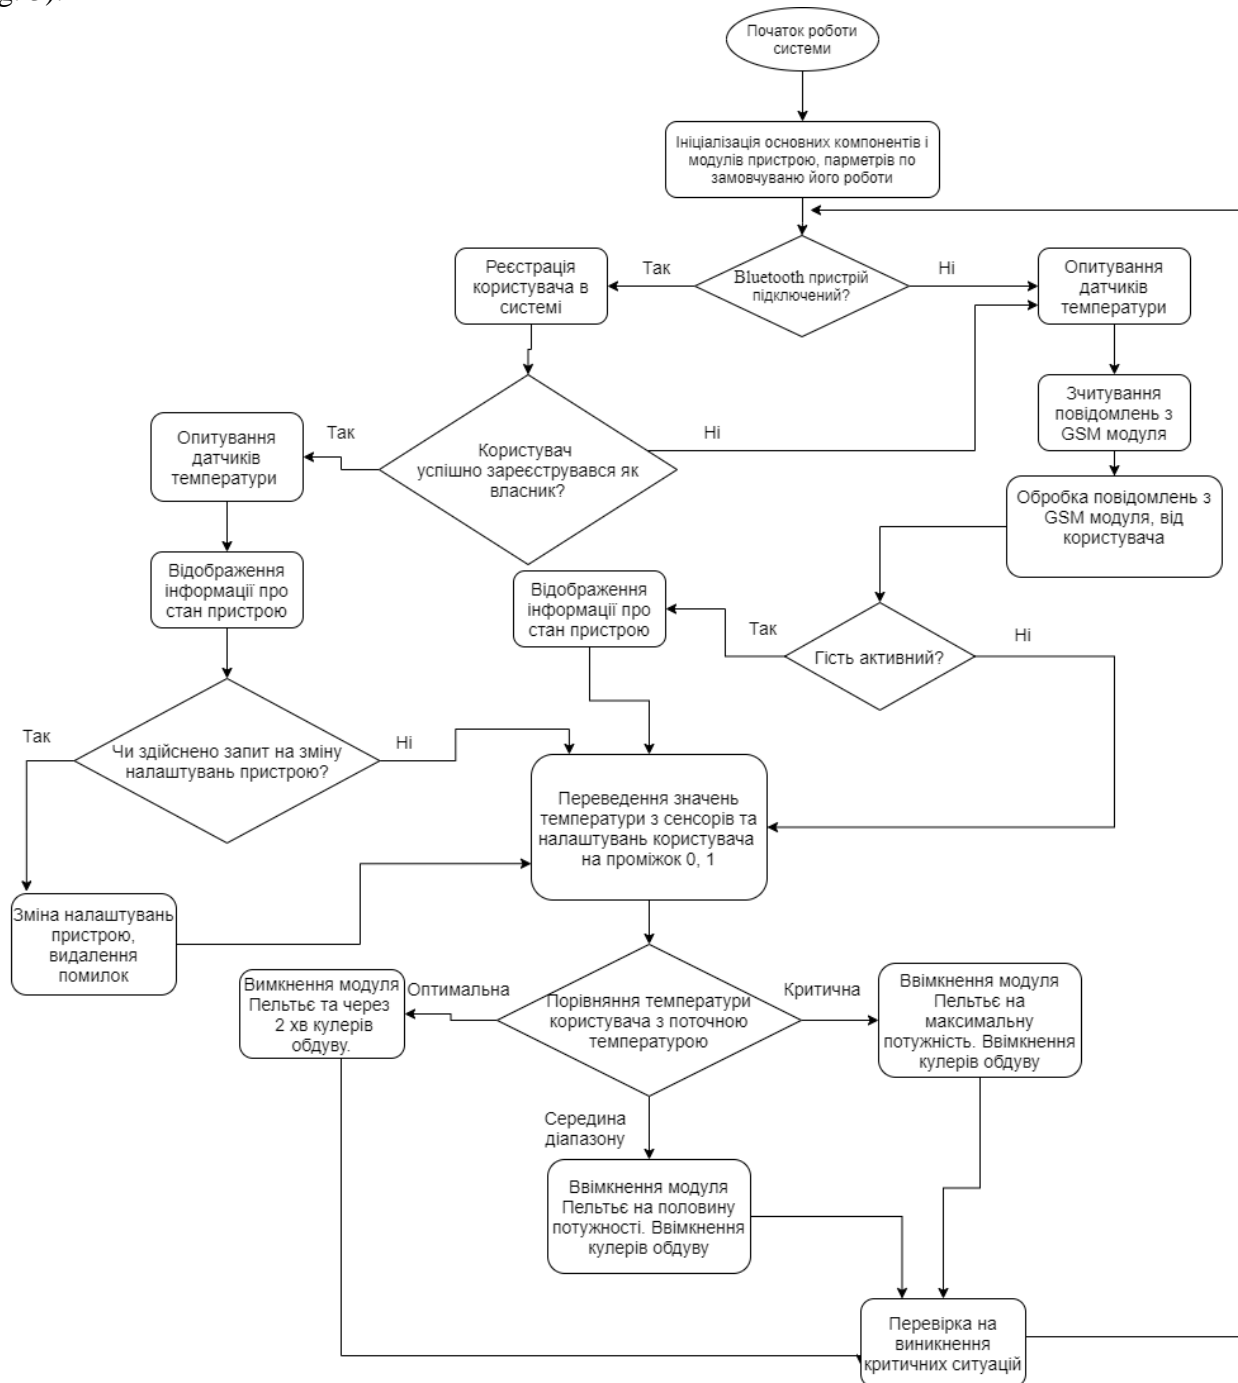 g. 3).
Початок роботи
системи
Ініціалізація основних компонентів і
модулів пристрою, парметрів по
замовчуваню його роботи
Реєстрація
користувача в
системі
Так
Bluetooth пристрій
підключений?
Ні
Опитування
датчиків
температури
Зчитування
повідомлень з
GSM модуля
Опитування
датчиків
температури
Так
Користувач
успішно зареєструвався як
власник?
Ні
Обробка повідомлень з
GSM модуля, від
користувача
Відображення
інформації про
стан пристрою
Відображення
інформації про
стан пристрою
Так
Гість активний?
Ні
Так
Чи здійснено запит на зміну
налаштувань пристрою?
Ні
Переведення значень
температури з сенсорів та
налаштувань користувача
на проміжок 0, 1
Зміна налаштувань
пристрою,
видалення
помилок
Вимкнення модуля
Пельтьє та через
2 хв кулерів
обдуву.
Оптимальна
Порівняння температури
користувача з поточною
температурою
Критична
Ввімкнення модуля
Пельтьє на
максимальну
потужність. Ввімкнення
кулерів обдуву
Середина
діапазону
Ввімкнення модуля
Пельтьє на половину
потужності. Ввімкнення
кулерів обдуву
Перевірка на
виникнення
критичних ситуацій